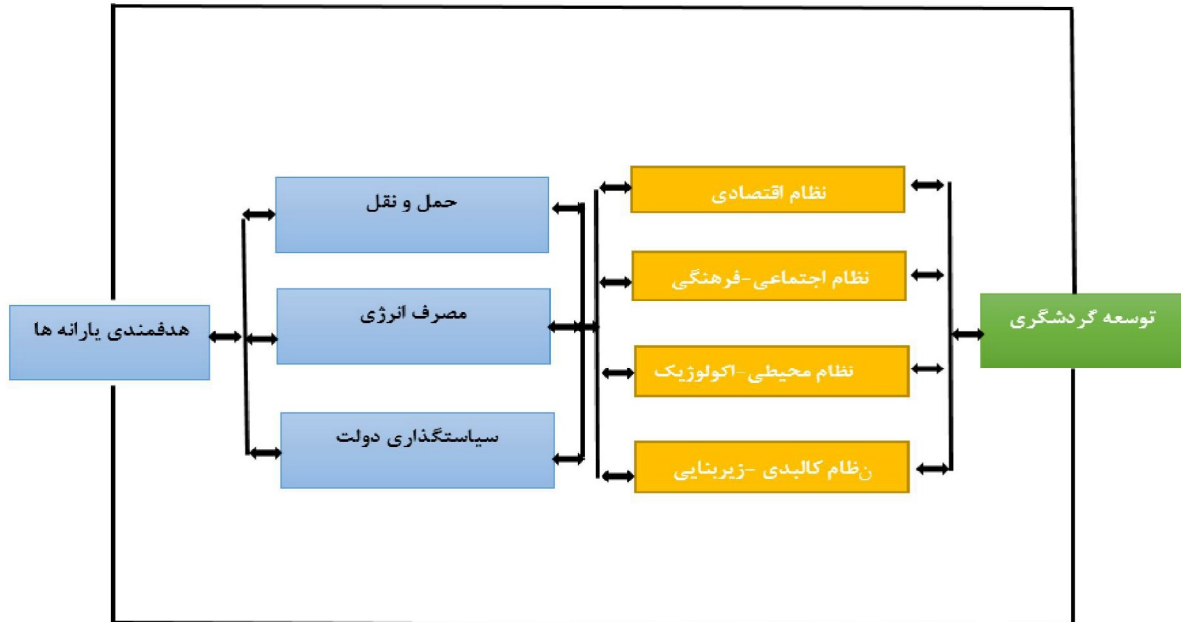 هدفمندی یارانه ها
حمل و نقل
مصرف انرژی
سیاستگذاری دولت
نظام اقتصادی
نظام اجتماعی-فرهنگی
نظام محیطی-اکولوژیک
نظام کالبدی -زیربنایی
توسعه گردشگری